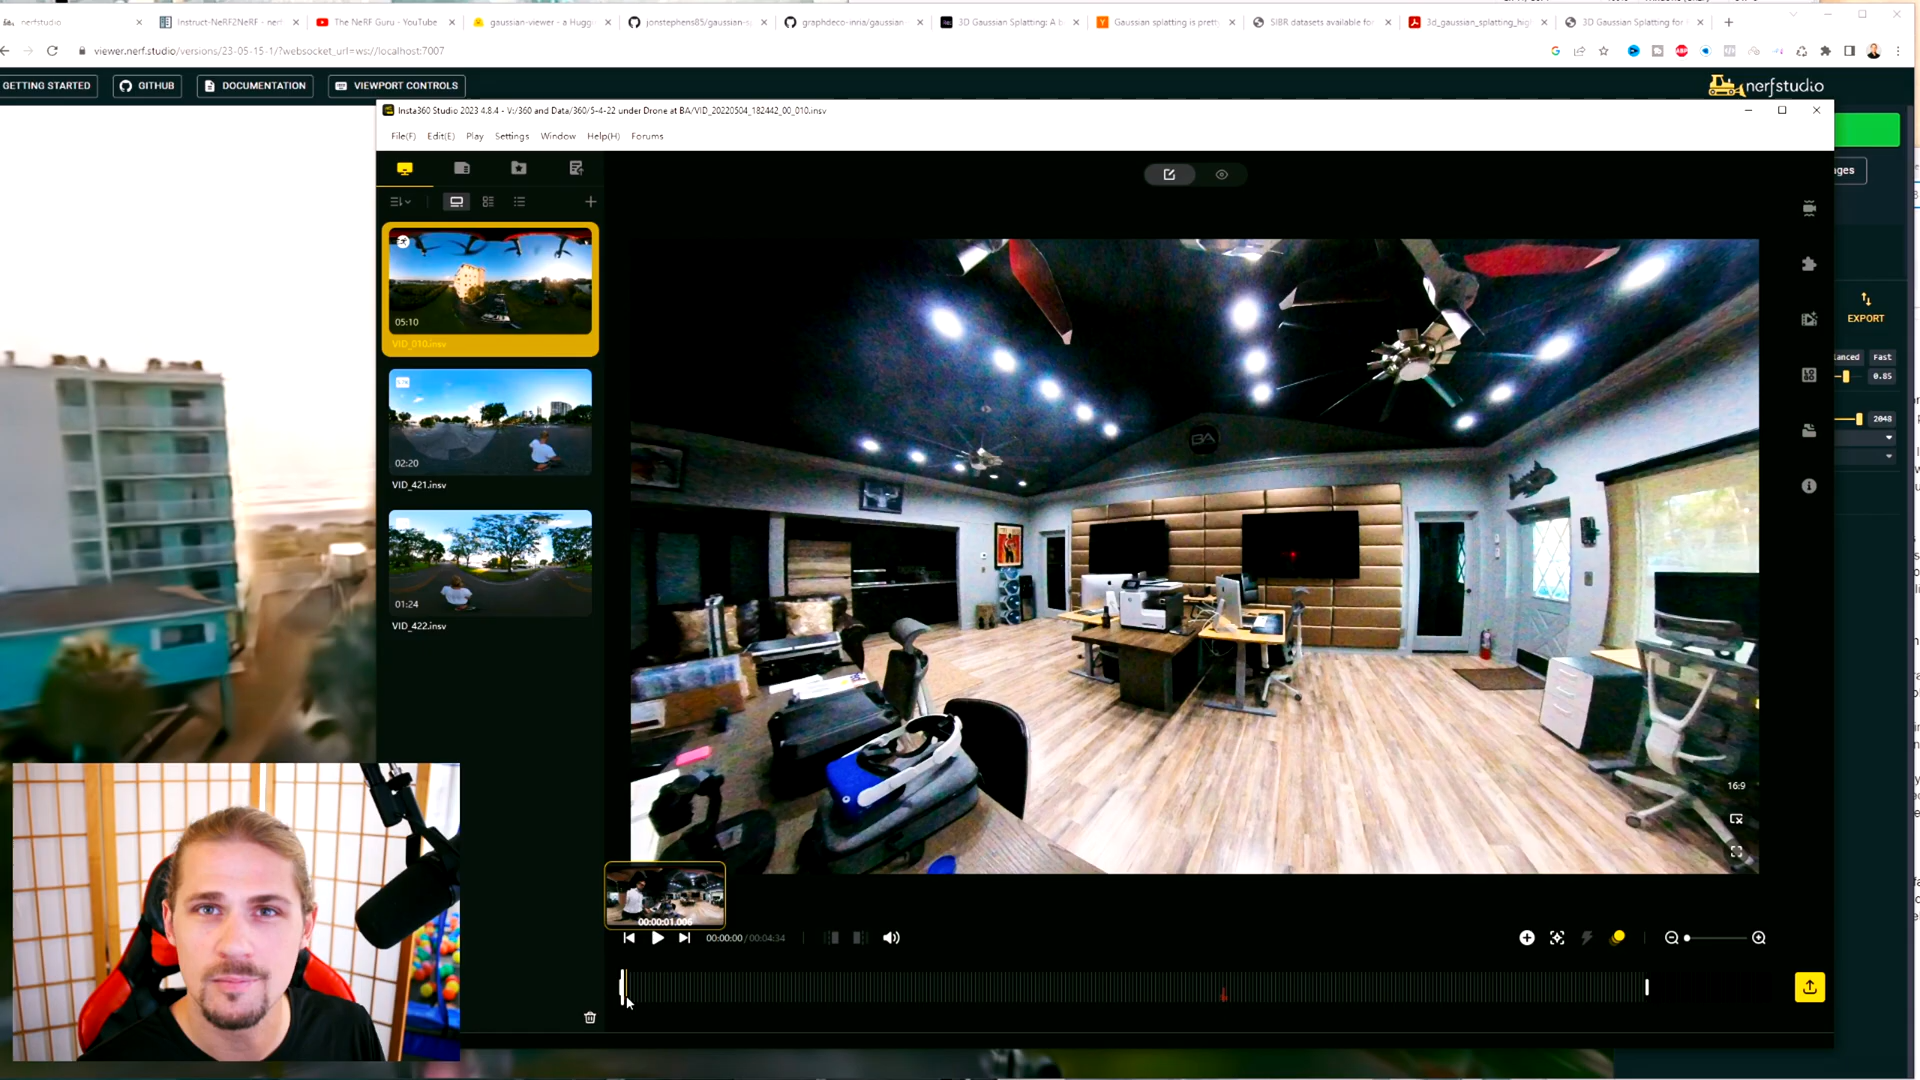 nerfstudio
Instruct-NeRF2NeRF - ner
The NeRF Guru - YouTube
gaussian-viewer - a Hugg
jonstephens85/gaussian-s
graphdeco-inria/gaussian
3D Gaussian Splatting: A b
Gaussian splatting is prett
SIBR datasets available for
3d_gaussian_splatting_hig
3D Gaussian Splatting for
viewer.nerf.studio/versions/23-05-15-1/?websocket_url=ws://localhost:7007
GETTING STARTED
GITHUB
DOCUMENTATION
VIEWPORT CONTROLS
nerfstudio
Insta360 Studio 2023 4.8.4 - V:/360 and Data/360/5-4-22 under Drone at BA/VID_20220504_182442_00_010.insv
File(F) Edit(E) Play Settings Window Help(H) Forums
ages
EXPORT
lanced Fast
0.85
2048
05:10
VID_010.insv
02:20
VID_421.insv
01:24
VID_422.insv
BA
16:9
00:00:01.006
00:00:00 / 00:04:34